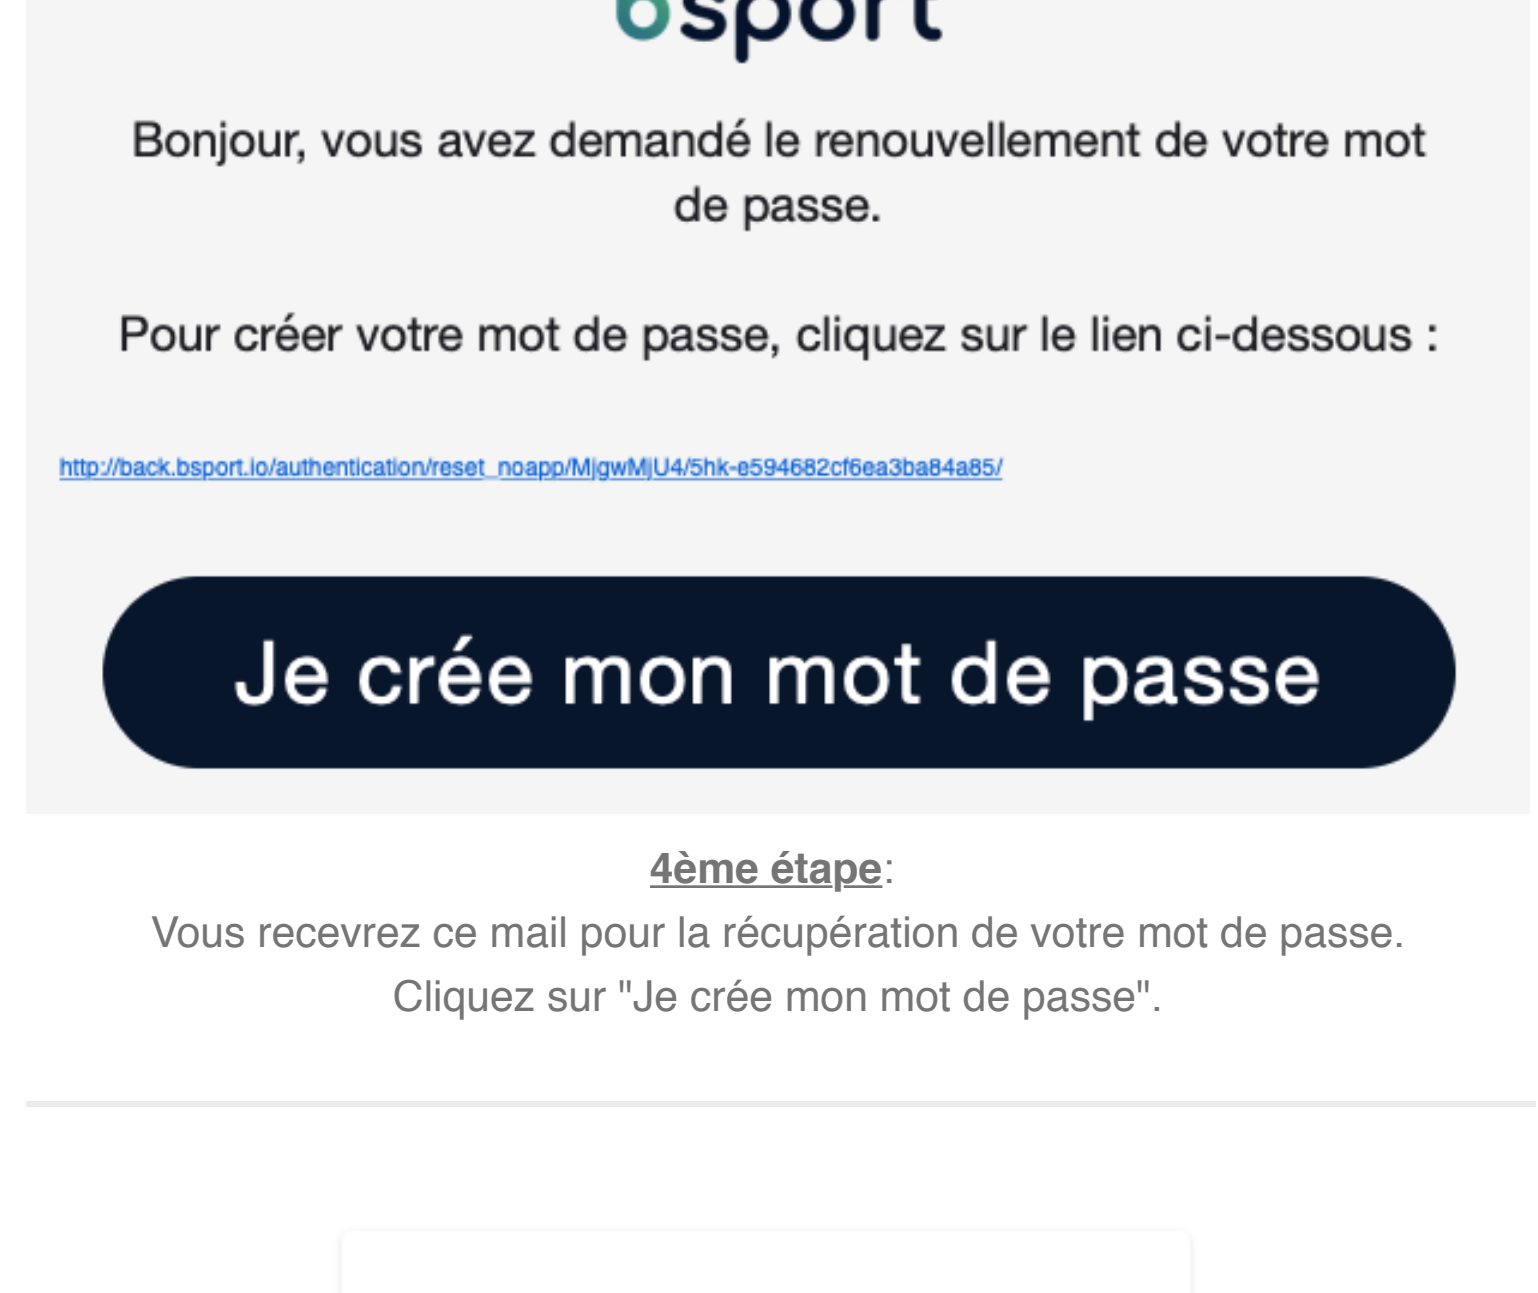 bsport
Bonjour, vous avez demandé le renouvellement de votre mot
de passe.
Pour créer votre mot de passe, cliquez sur le lien ci-dessous :
http://back.bsport.io/authentication/reset_noapp/MjgwMjU4/5hk-e594682cf6ea3ba84a85/
Je crée mon mot de passe
4ème étape:
Vous recevrez ce mail pour la récupération de votre mot de passe.
Cliquez sur "Je crée mon mot de passe".